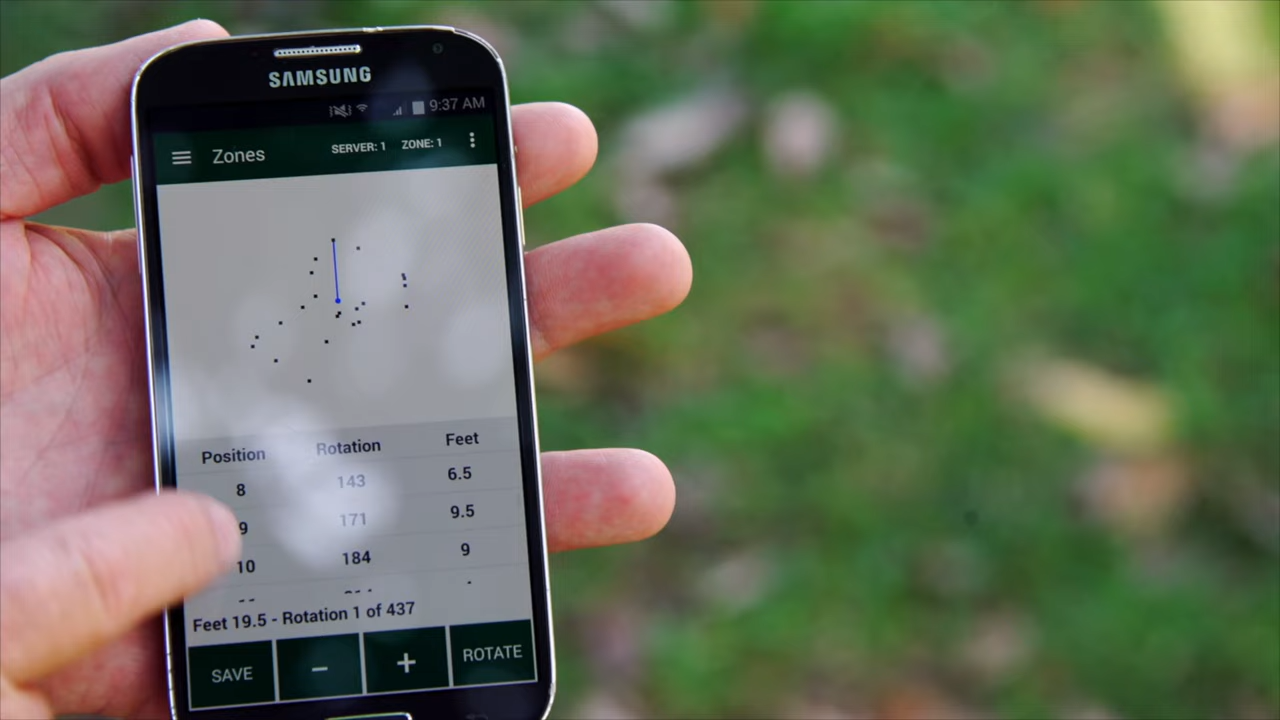 SAMSUNG
9:37 AM
Zones SERVER: 1 ZONE: 1
Position Rotation Feet
8 143 6.5
9 171 9.5
10 184 9
Feet 19.5 - Rotation 1 of 437
SAVE − + ROTATE